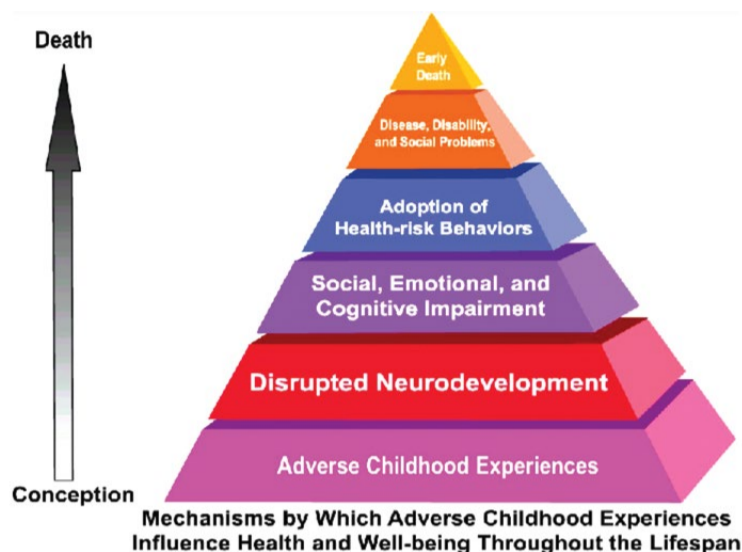 Death
Early
Death
Disease, Disability,
and Social Problems
Adoption of
Health-risk Behaviors
Social, Emotional, and
Cognitive Impairment
Disrupted Neurodevelopment
Adverse Childhood Experiences
Conception
Mechanisms by Which Adverse Childhood Experiences
Influence Health and Well-being Throughout the Lifespan